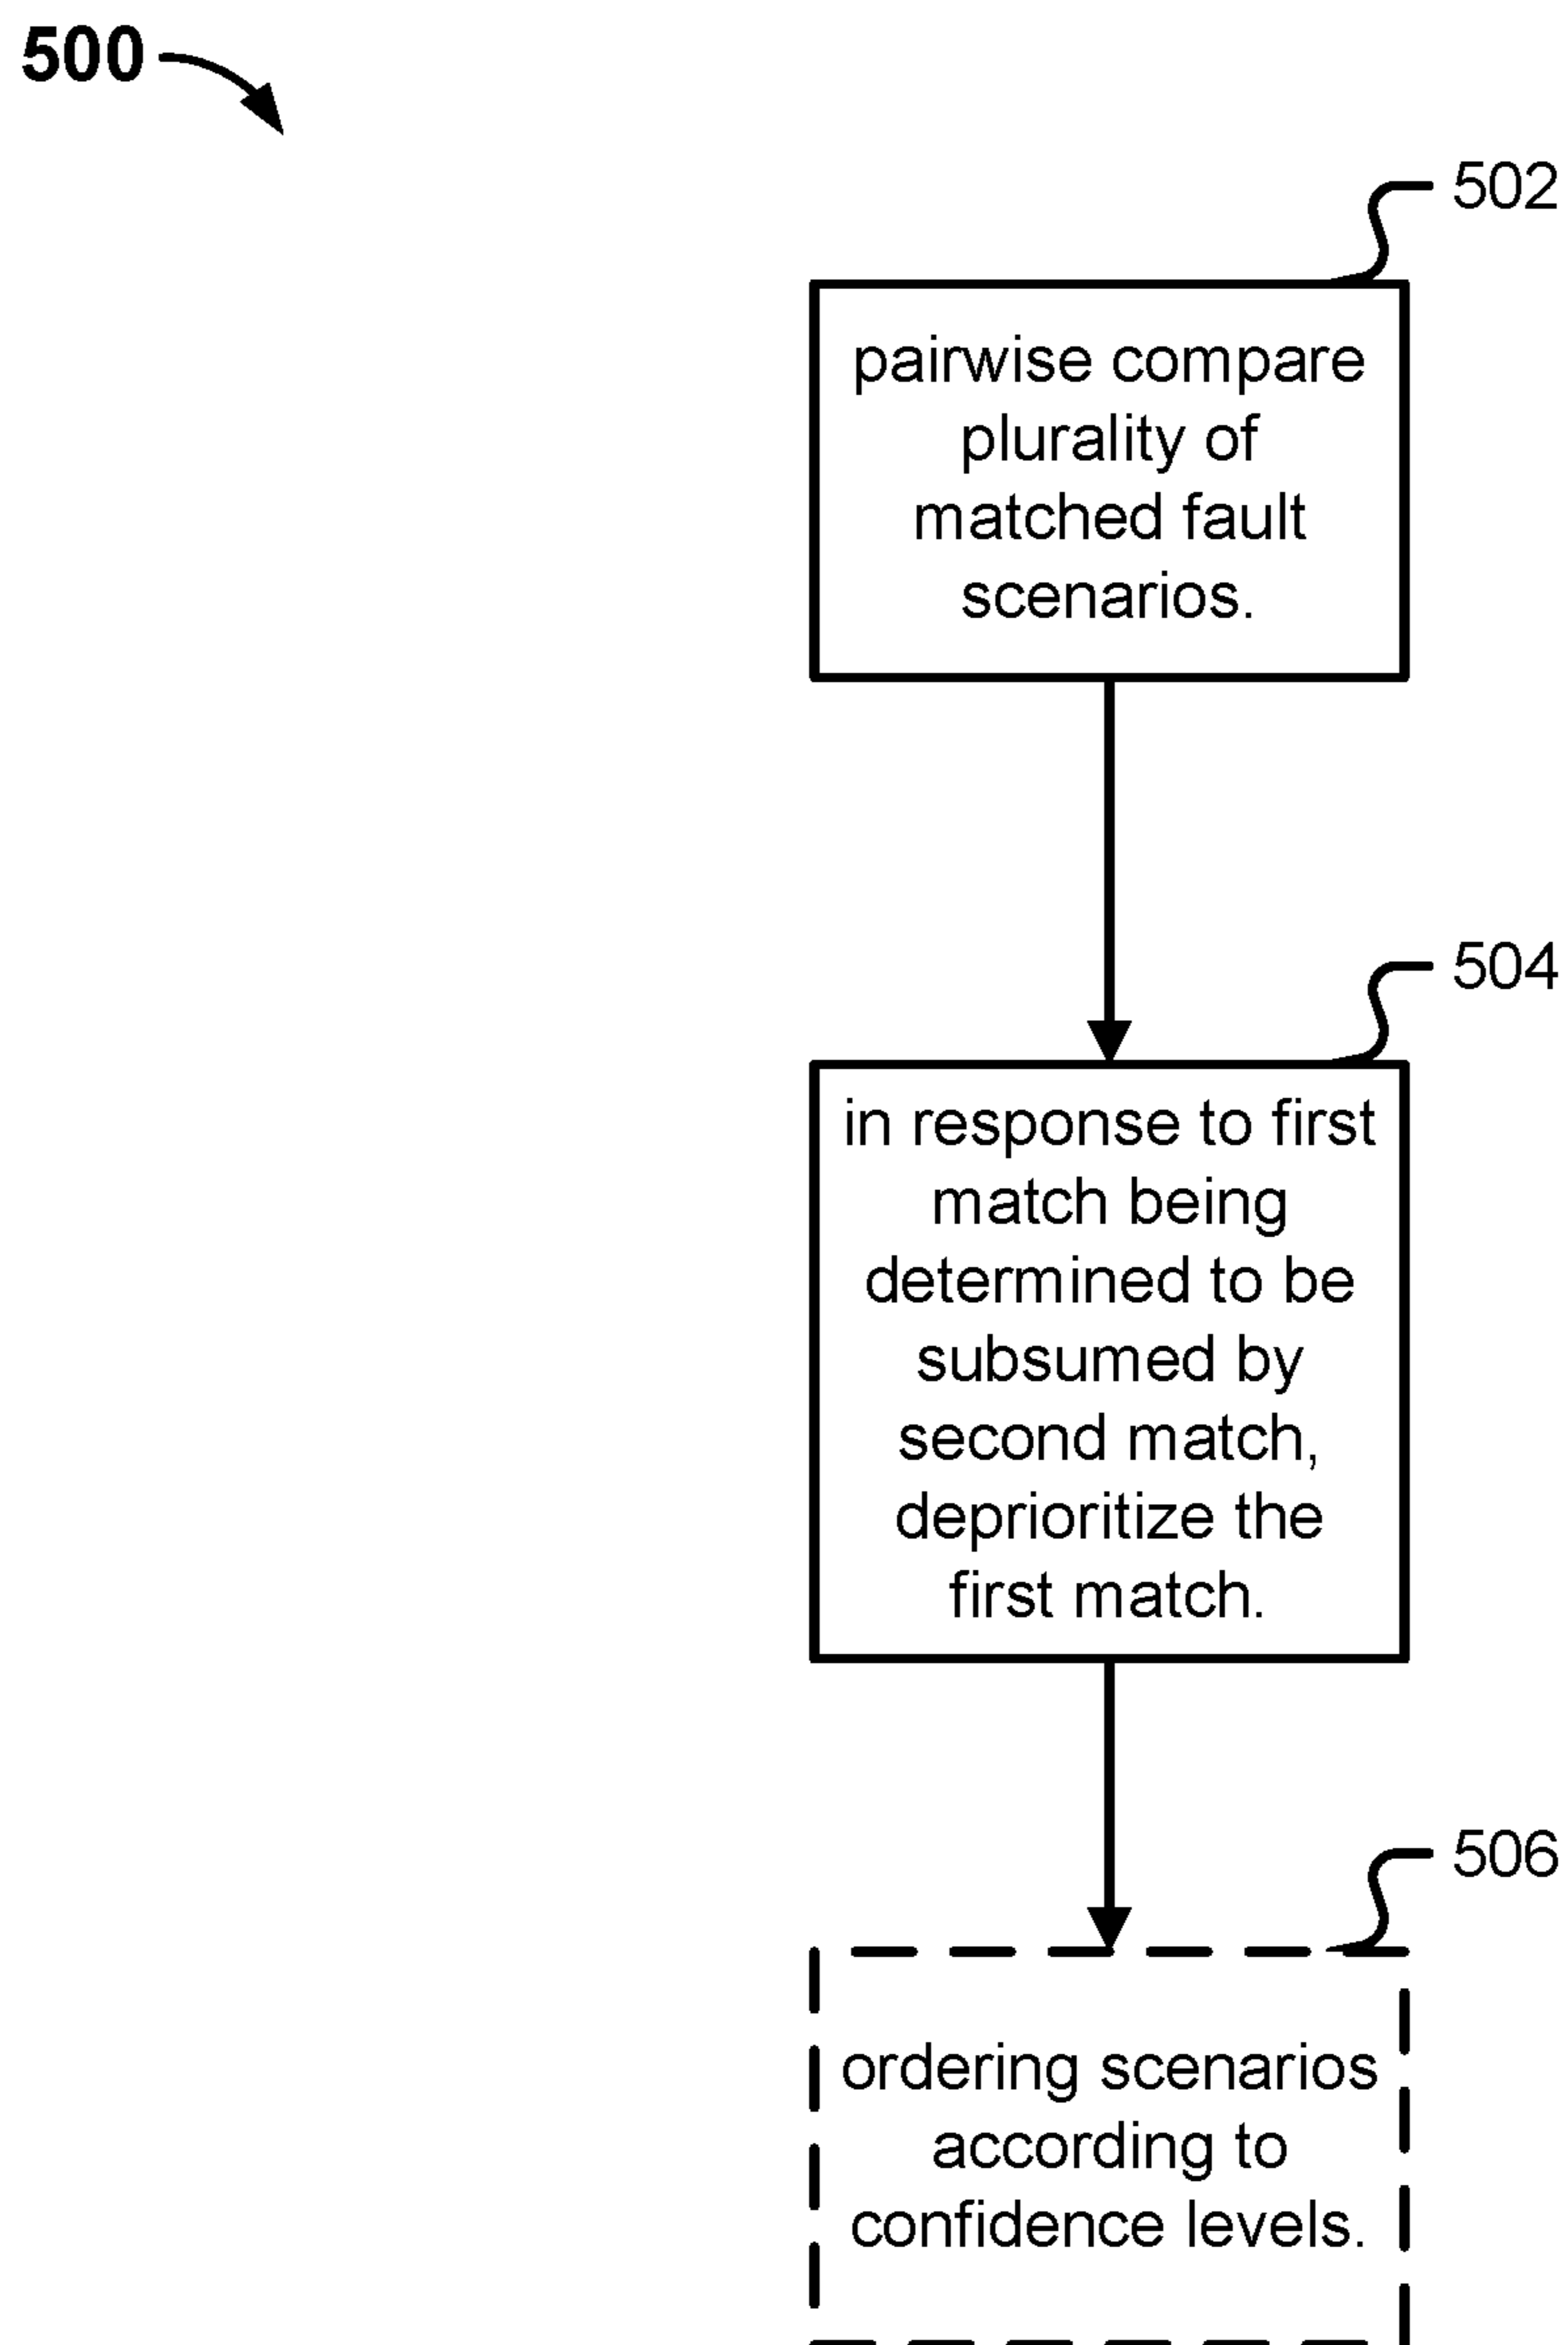 500
502
pairwise compare
plurality of
matched fault
scenarios.
504
in response to first
match being
determined to be
subsumed by
second match,
deprioritize the
first match.
506
ordering scenarios
according to
confidence levels.